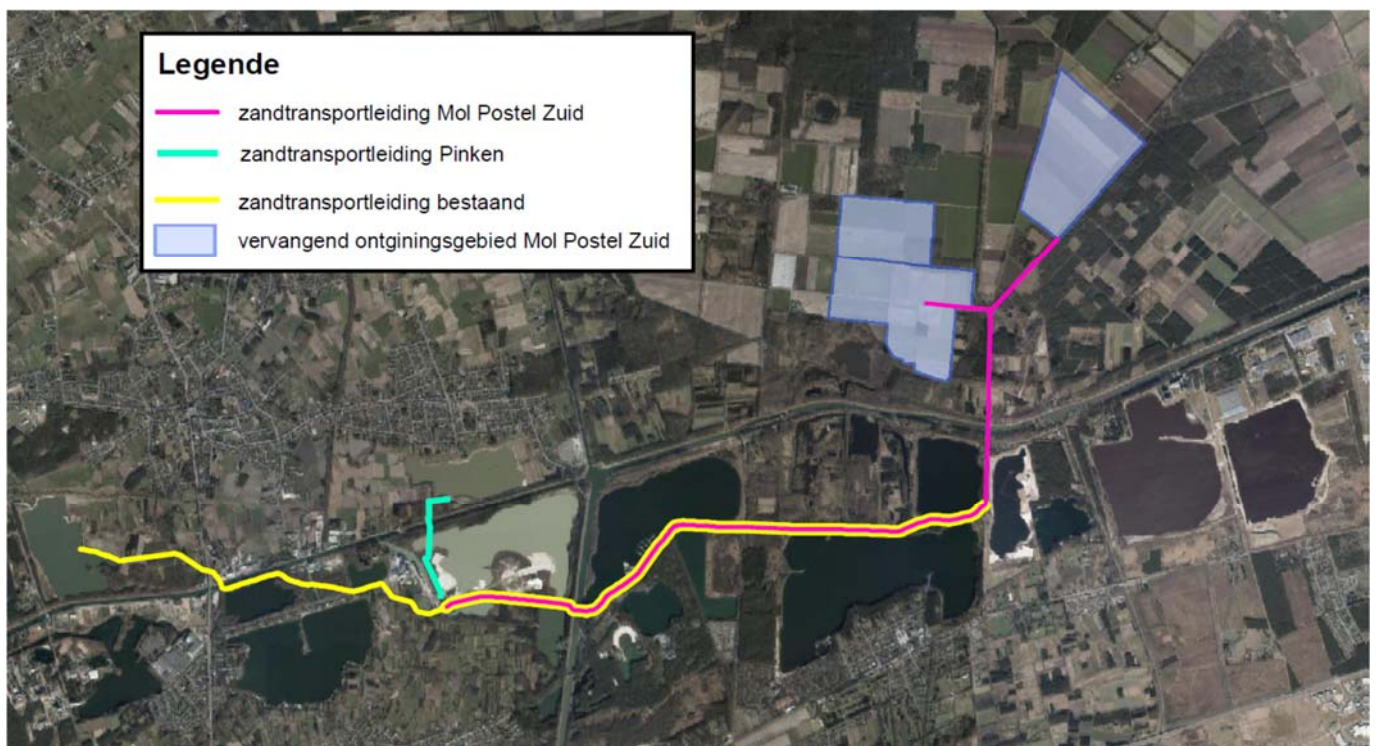 Legende
zandtransportleiding Mol Postel Zuid
zandtransportleiding Pinken
zandtransportleiding bestaand
vervangend ontginingsgebied Mol Postel Zuid